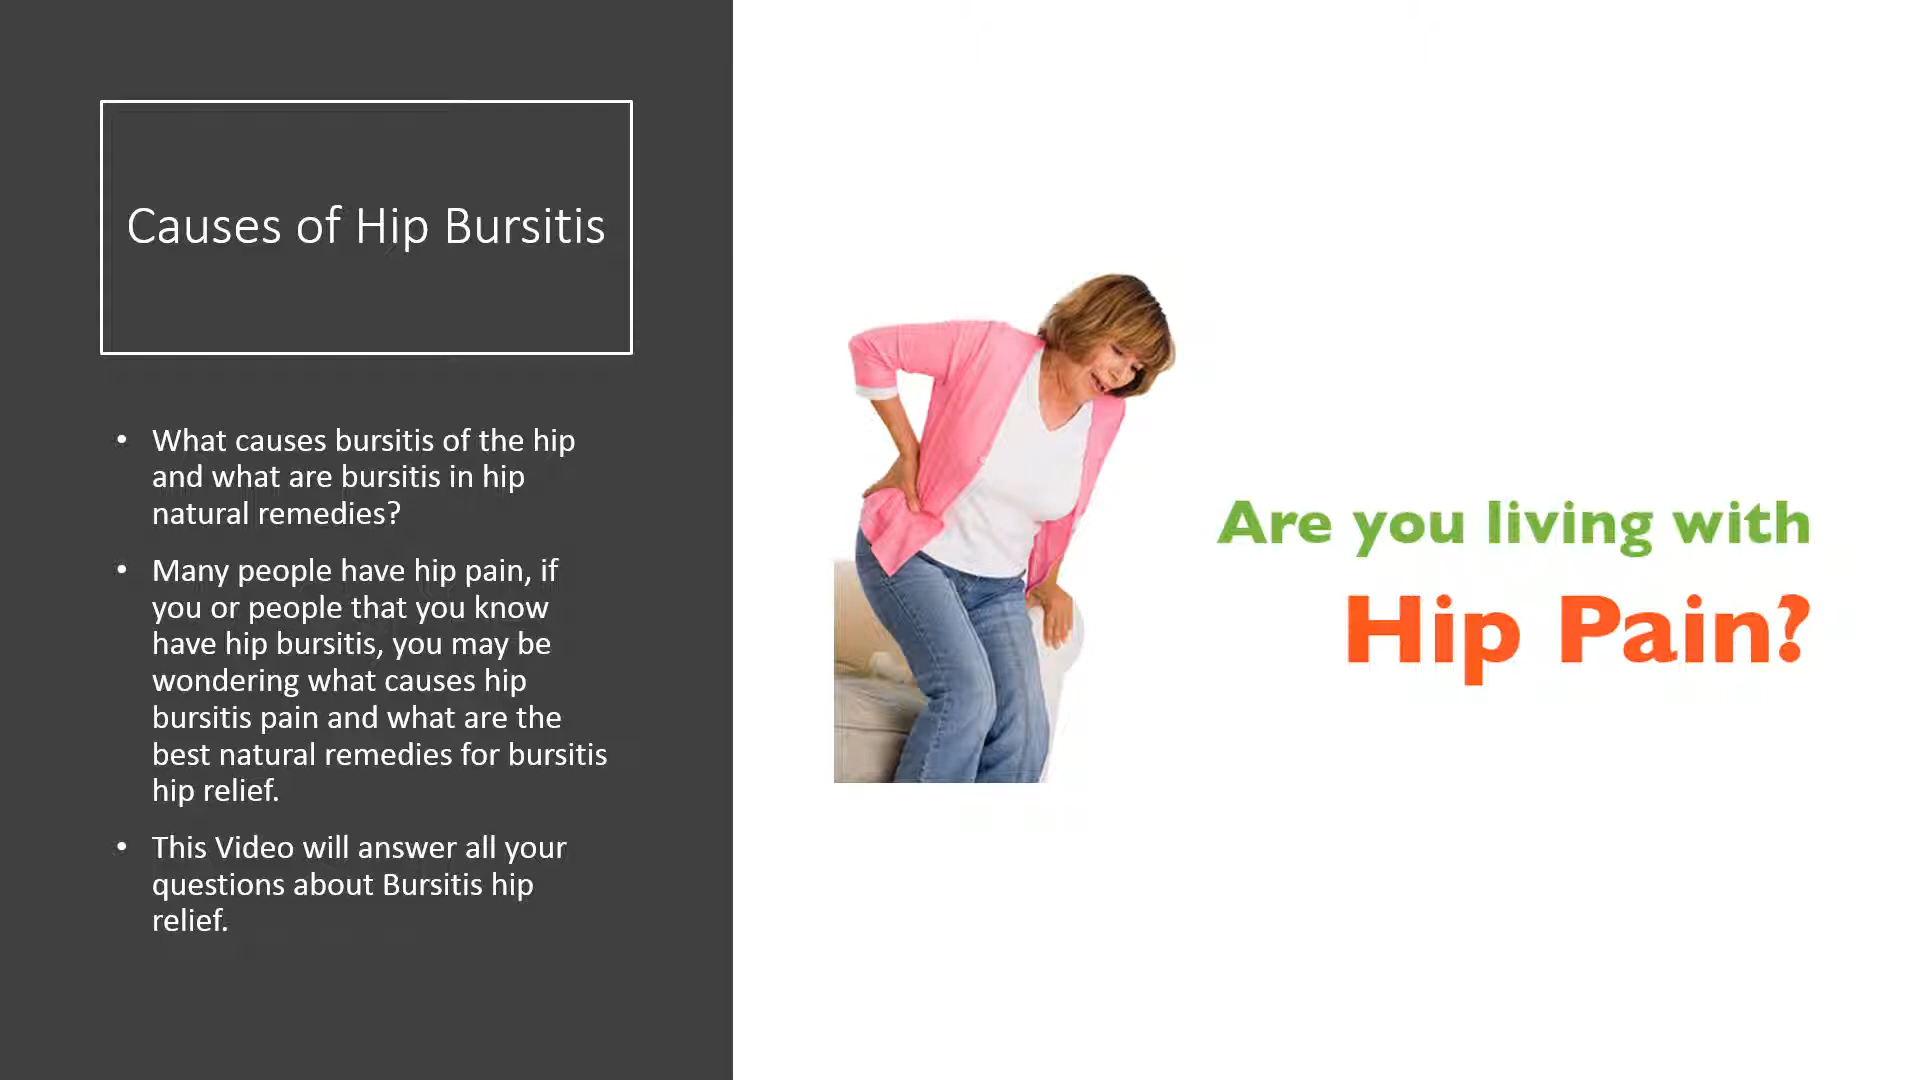 Causes of Hip Bursitis
• What causes bursitis of the hip
and what are bursitis in hip
natural remedies?
• Many people have hip pain, if
you or people that you know
have hip bursitis, you may be
wondering what causes hip
bursitis pain and what are the
best natural remedies for bursitis
hip relief.
• This Video will answer all your
questions about Bursitis hip
relief.
Are you living with
Hip Pain?